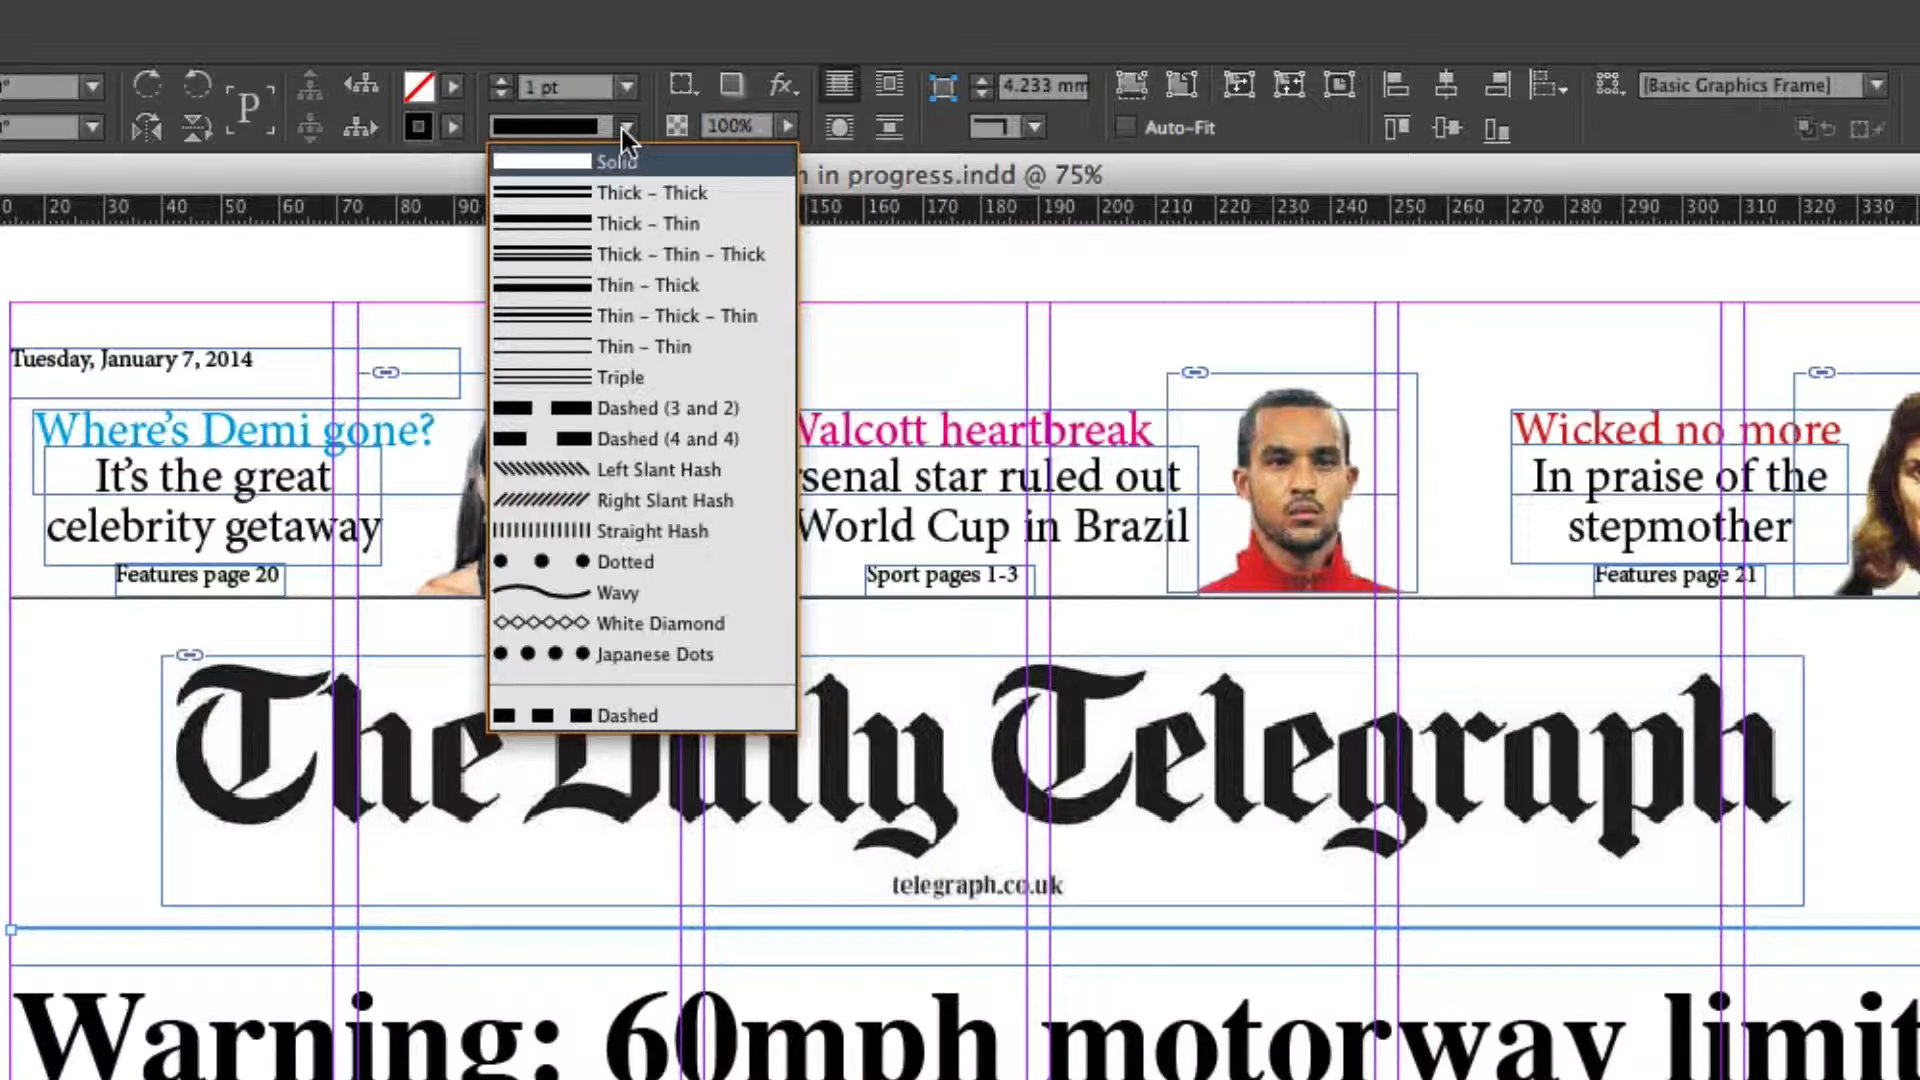 1 pt
fx
4.233 mm
[Basic Graphics Frame]
P
100%
Auto-Fit
Solid
in progress.indd @ 75%
Thick - Thick
0 20 30 40 50 60 70 80 90 150 160 170 180 190 200 210 220 230 240 250 260 270 280 290 300 310 320 330
Thick - Thin
Thick - Thin - Thick
Thin - Thick
Thin - Thick - Thin
Thin - Thin
Triple
Dashed (3 and 2)
Dashed (4 and 4)
Left Slant Hash
Right Slant Hash
Straight Hash
Dotted
Wavy
White Diamond
Japanese Dots
Dashed
Tuesday, January 7, 2014
Where's Demi gone?
It's the great
celebrity getaway
Features page 20
Walcott heartbreak
rsenal star ruled out
World Cup in Brazil
Sport pages 1-3
Wicked no more
In praise of the
stepmother
Features page 21
The Daily Telegraph
telegraph.co.uk
Warning: 60mph motorway limit